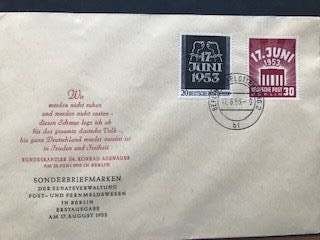 Wir
werden nicht ruhen
und werden nicht rasten –
diesen Schwur lege ich ab
für das gesamte deutsche Volk –
bis ganz Deutschland wieder vereint ist
in Frieden und Freiheit
BUNDESKANZLER DR. KONRAD ADENAUER
AM 23. JUNI 1953 IN BERLIN
SONDERBRIEFMARKEN
DER SENATSVERWALTUNG
POST- UND FERNMELDEWESEN
IN BERLIN
ERSTAUSGABE
AM 17. AUGUST 1953
17.
JUNI
1953
20 DEUTSCHE POST
17. JUNI
1953
DEUTSCHE POST
BERLIN 30
BERLIN